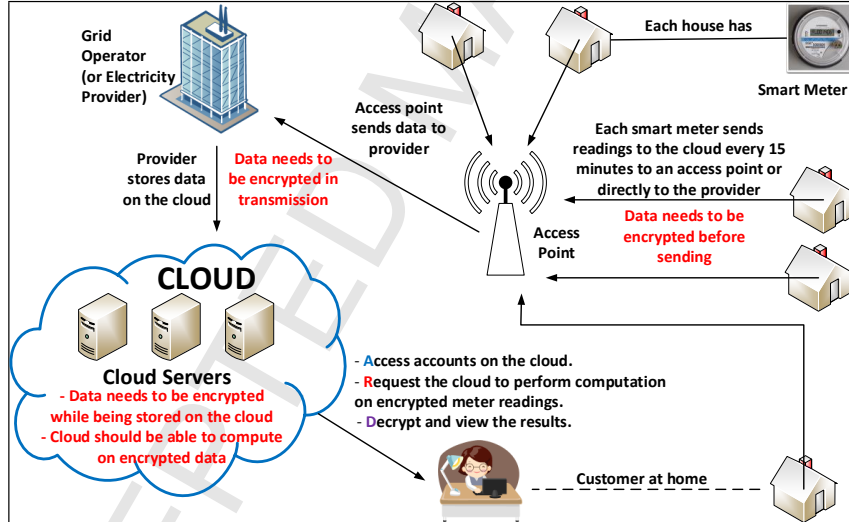 Grid
Operator
(or Electricity
Provider)
Each house has
Smart Meter
Access point
sends data to
provider
Each smart meter sends
readings to the cloud every 15
minutes to an access point or
directly to the provider
Data needs to be
encrypted before
sending
Provider
stores data
on the cloud
Data needs to
be encrypted in
transmission
Access
Point
CLOUD
Cloud Servers
- Data needs to be encrypted
while being stored on the cloud
- Cloud should be able to compute
on encrypted data
- Access accounts on the cloud.
- Request the cloud to perform computation
on encrypted meter readings.
- Decrypt and view the results.
Customer at home